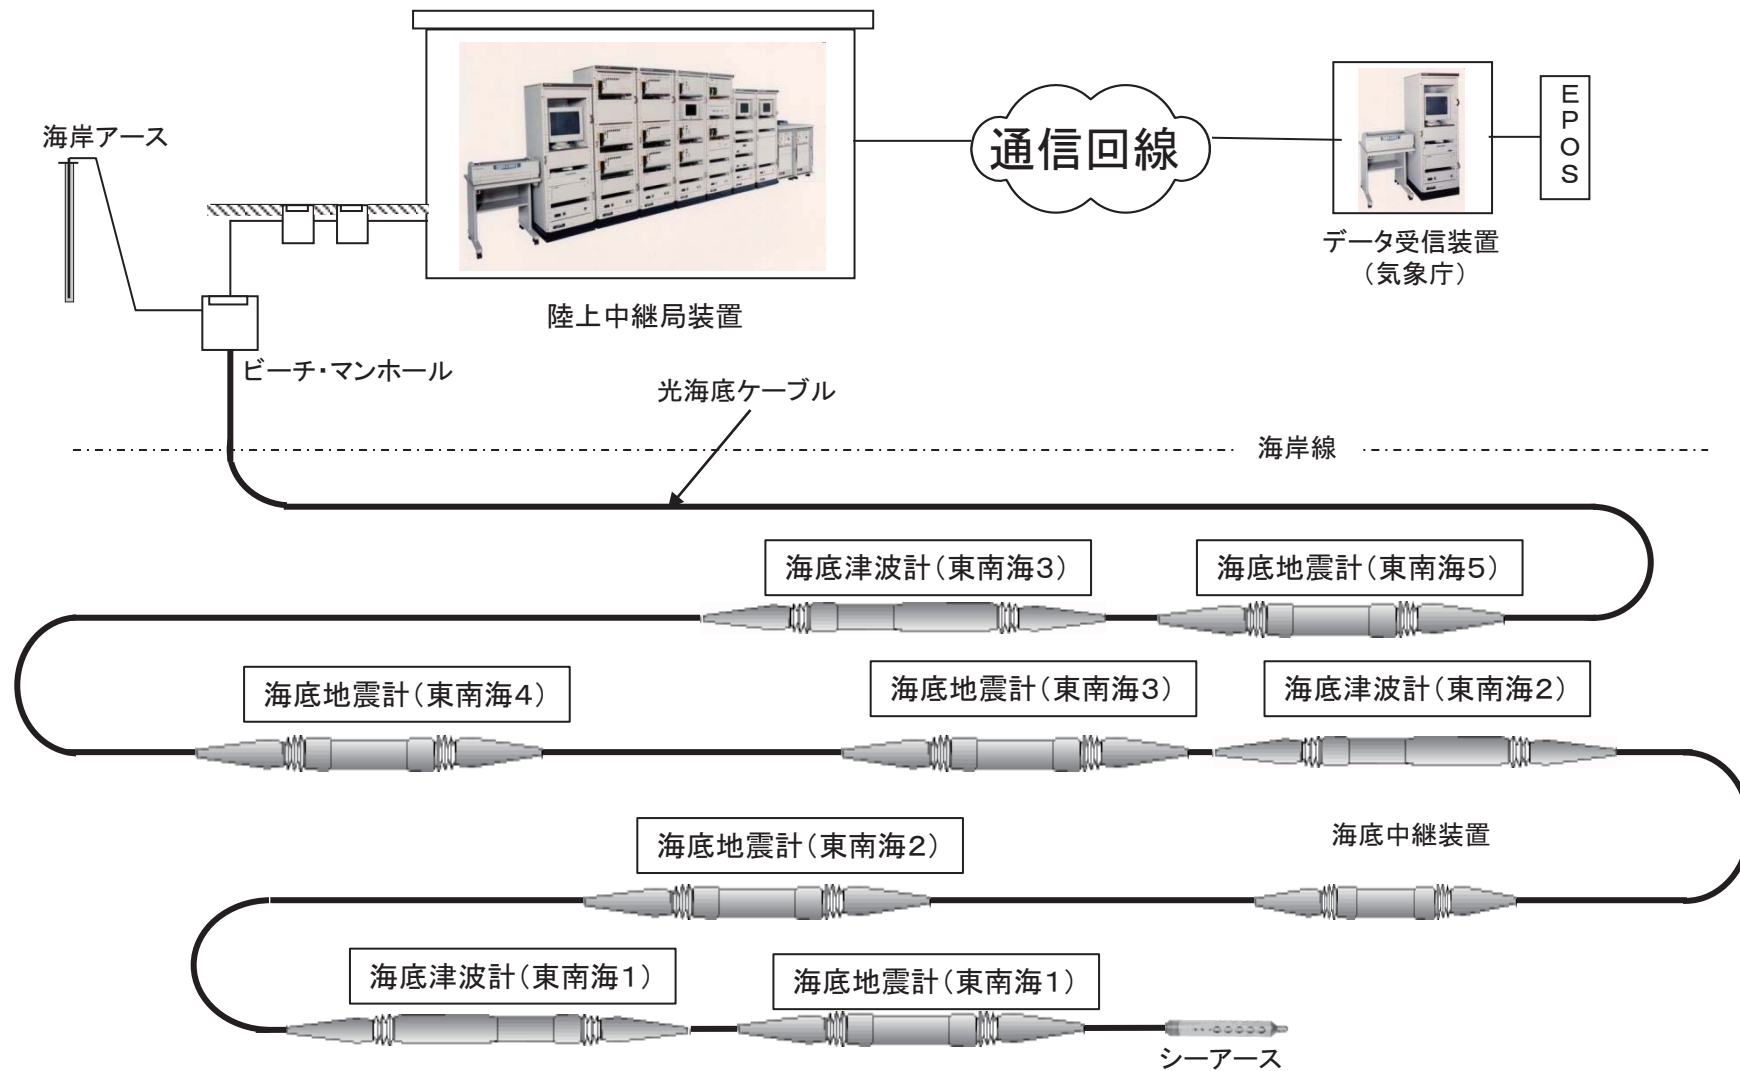 海岸アース
通信回線
EPOS
データ受信装置
(気象庁)
陸上中継局装置
ビーチ・マンホール
光海底ケーブル
海岸線
海底津波計(東南海3)
海底地震計(東南海5)
海底地震計(東南海4)
海底地震計(東南海3)
海底津波計(東南海2)
海底地震計(東南海2)
海底中継装置
海底津波計(東南海1)
海底地震計(東南海1)
シーアース